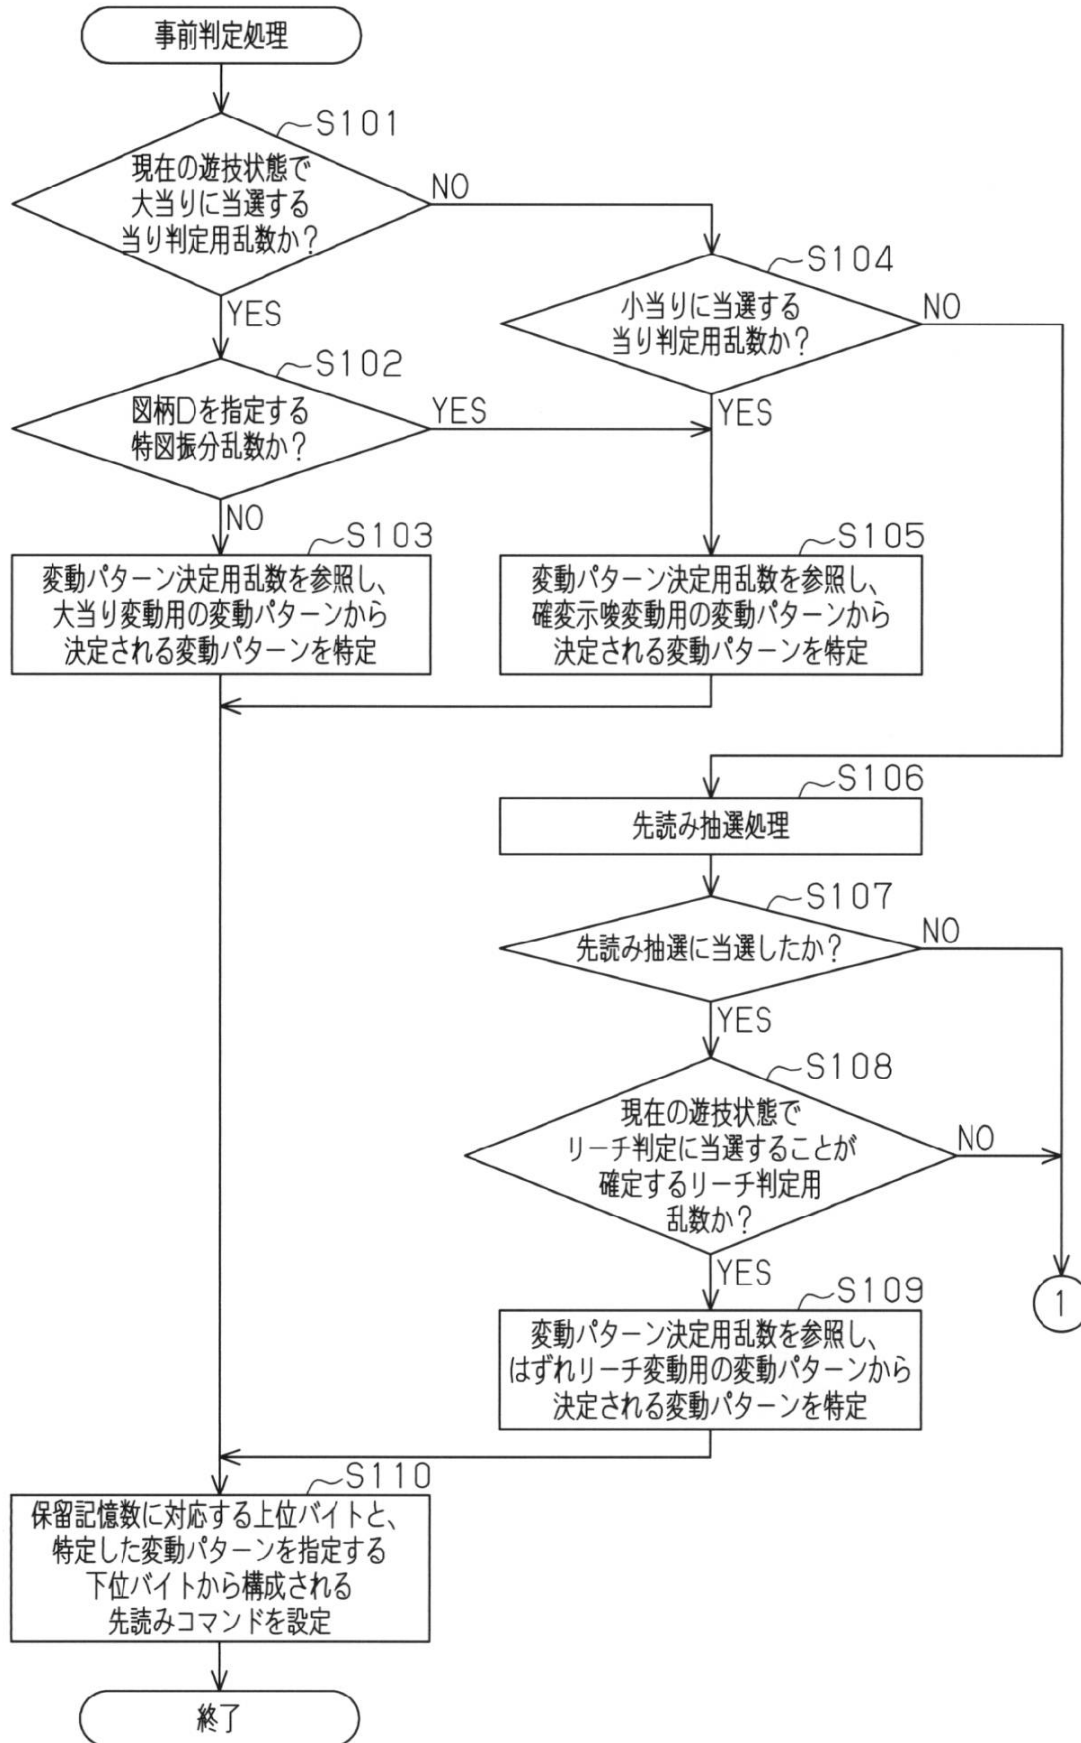 事前判定処理
S101
現在の遊技状態で
大当りに当選する
当り判定用乱数か？
NO
YES
S104
小当りに当選する
当り判定用乱数か？
NO
YES
S102
図柄Dを指定する
特図振分乱数か？
YES
NO
S103
変動パターン決定用乱数を参照し、
大当り変動用の変動パターンから
決定される変動パターンを特定
S105
変動パターン決定用乱数を参照し、
確変示唆変動用の変動パターンから
決定される変動パターンを特定
S106
先読み抽選処理
S107
先読み抽選に当選したか？
NO
YES
S108
現在の遊技状態で
リーチ判定に当選することが
確定するリーチ判定用
乱数か？
NO
YES
1
S109
変動パターン決定用乱数を参照し、
はずれリーチ変動用の変動パターンから
決定される変動パターンを特定
S110
保留記憶数に対応する上位バイトと、
特定した変動パターンを指定する
下位バイトから構成される
先読みコマンドを設定
終了